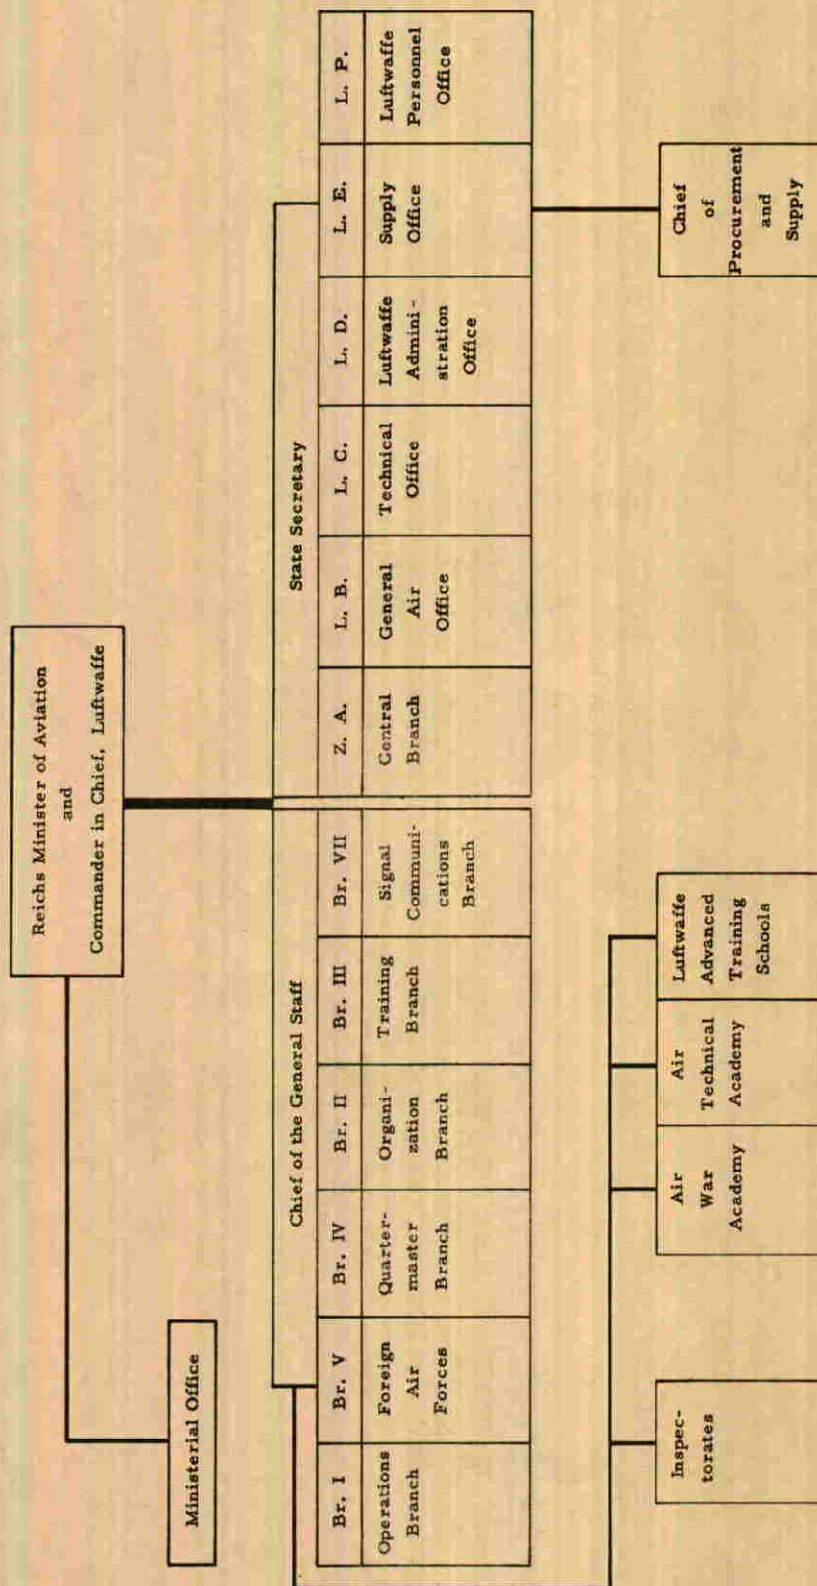 Reichs Minister of Aviation
and
Commander in Chief, Luftwaffe
Ministerial Office
Chief of the General Staff
Br. I
Operations
Branch
Br. V
Foreign
Air
Forces
Br. IV
Quarter-
master
Branch
Br. II
Organi-
zation
Branch
Br. III
Training
Branch
Br. VII
Signal
Communi-
cations
Branch
State Secretary
Z. A.
Central
Branch
L. B.
General
Air
Office
L. C.
Technical
Office
L. D.
Luftwaffe
Admini-
stration
Office
L. E.
Supply
Office
L. P.
Luftwaffe
Personnel
Office
Inspec-
torates
Air
War
Academy
Air
Technical
Academy
Luftwaffe
Advanced
Training
Schools
Chief
of
Procurement
and
Supply